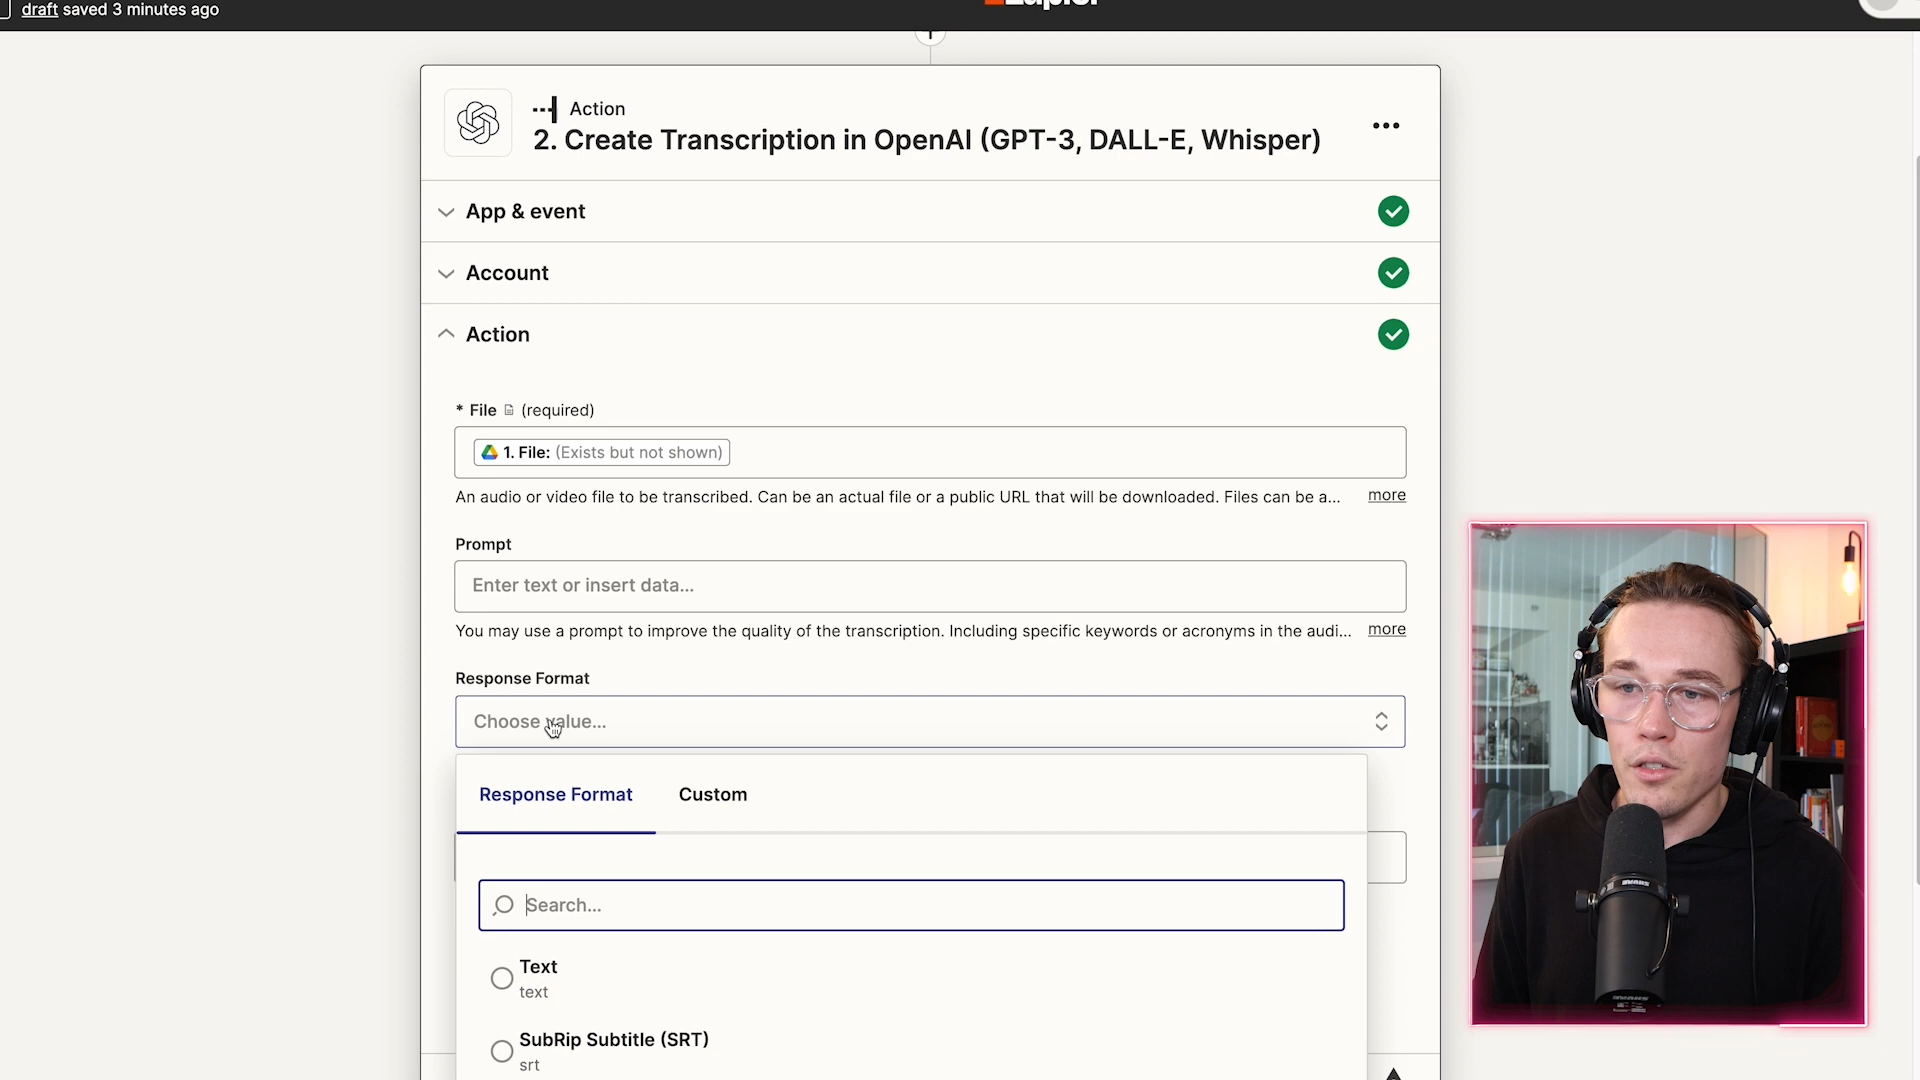 draft saved 3 minutes ago
Action
2. Create Transcription in OpenAI (GPT-3, DALL-E, Whisper)
App & event
Account
Action
* File (required)
1. File: (Exists but not shown)
An audio or video file to be transcribed. Can be an actual file or a public URL that will be downloaded. Files can be a... more
Prompt
Enter text or insert data...
You may use a prompt to improve the quality of the transcription. Including specific keywords or acronyms in the audi... more
Response Format
Choose value...
Response Format Custom
Search...
Text
text
SubRip Subtitle (SRT)
srt